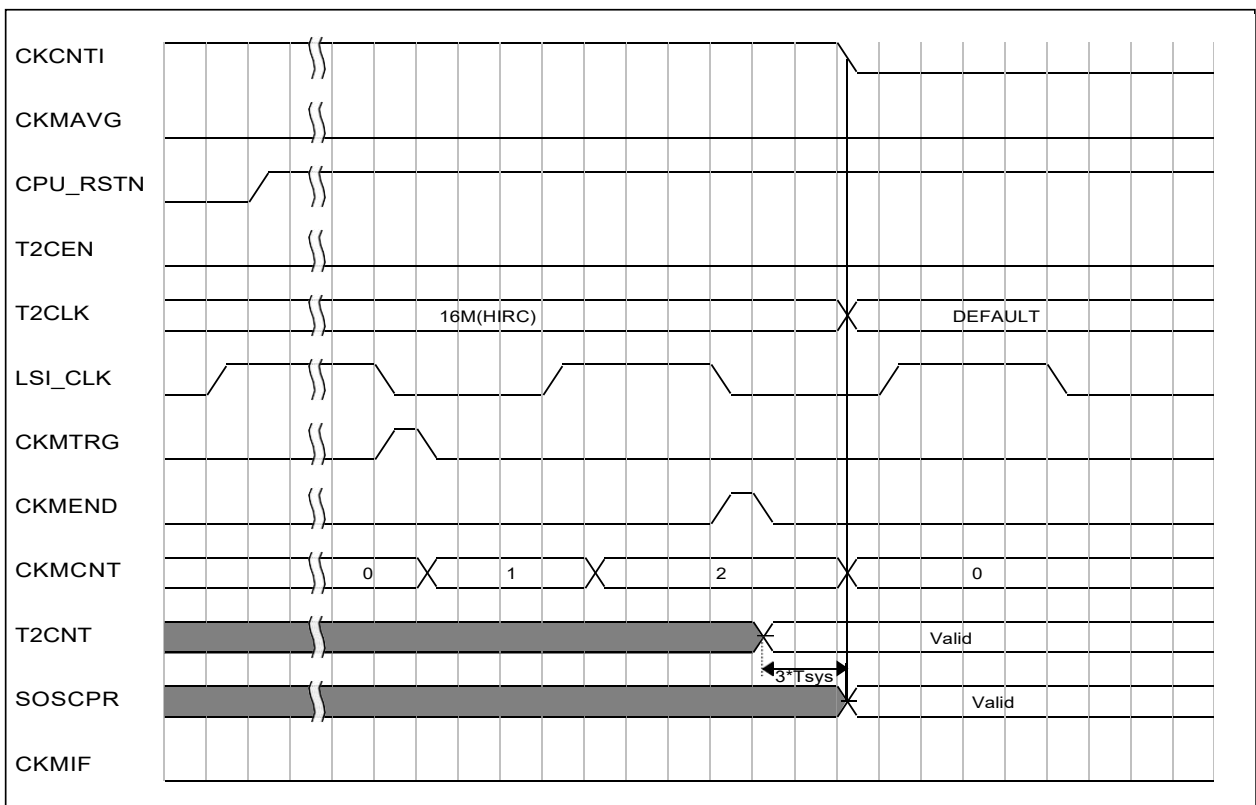 CKCNTI
CKMAVG
CPU_RSTN
T2CEN
T2CLK 16M(HIRC) DEFAULT
LSI_CLK
CKMTRG
CKMEND
CKMCNT 0 1 2 0
T2CNT Valid
3*Tsys
SOSCPR Valid
CKMIF